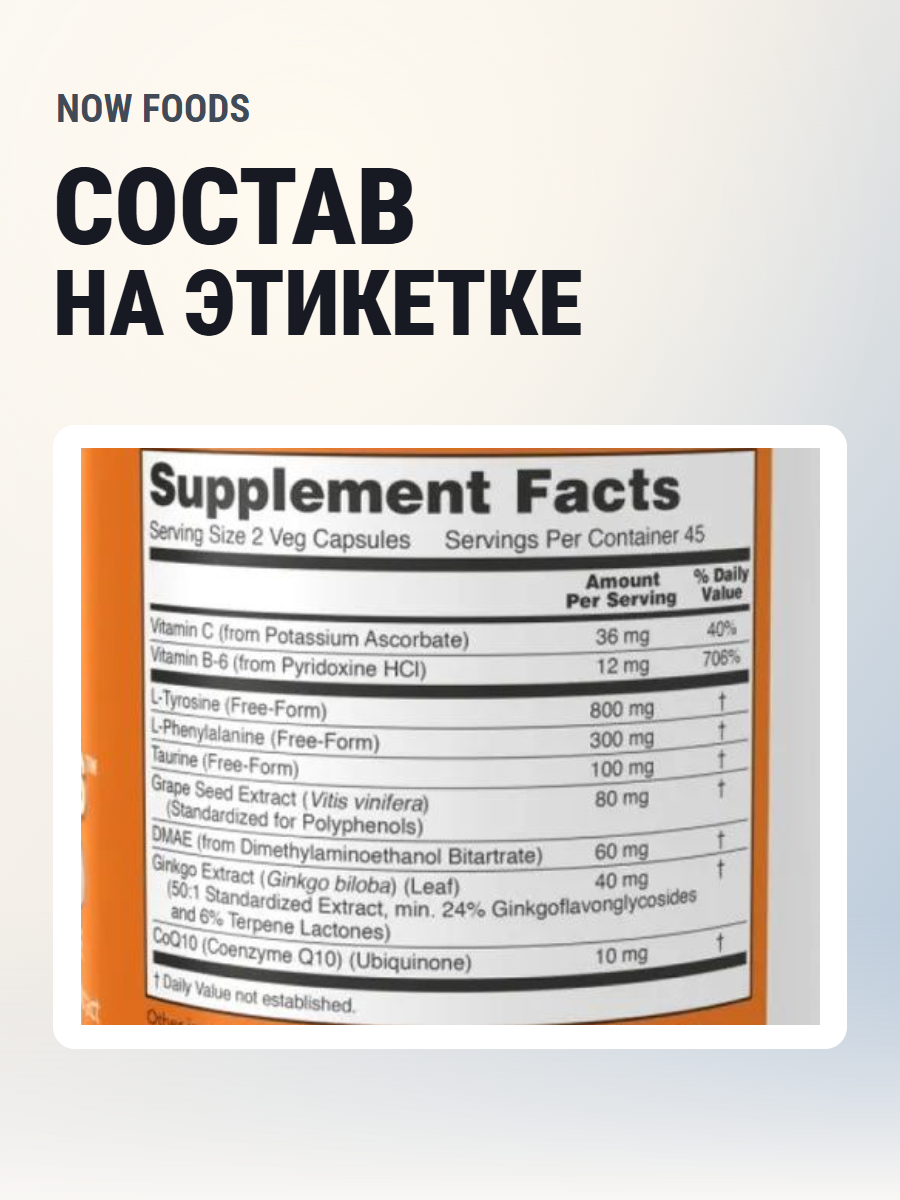 NOW FOODS
СОСТАВ
НА ЭТИКЕТКЕ
Supplement Facts
Serving Size 2 Veg Capsules Servings Per Container 45
Amount Per Serving % Daily Value
Vitamin C (from Potassium Ascorbate) 36 mg 40%
Vitamin B-6 (from Pyridoxine HCl) 12 mg 706%
L-Tyrosine (Free-Form) 800 mg †
L-Phenylalanine (Free-Form) 300 mg †
Taurine (Free-Form) 100 mg †
Grape Seed Extract (Vitis vinifera) 80 mg †
(Standardized for Polyphenols)
DMAE (from Dimethylaminoethanol Bitartrate) 60 mg †
Ginkgo Extract (Ginkgo biloba) (Leaf) 40 mg †
(50:1 Standardized Extract, min. 24% Ginkgoflavonglycosides
and 6% Terpene Lactones)
CoQ10 (Coenzyme Q10) (Ubiquinone) 10 mg †
† Daily Value not established.